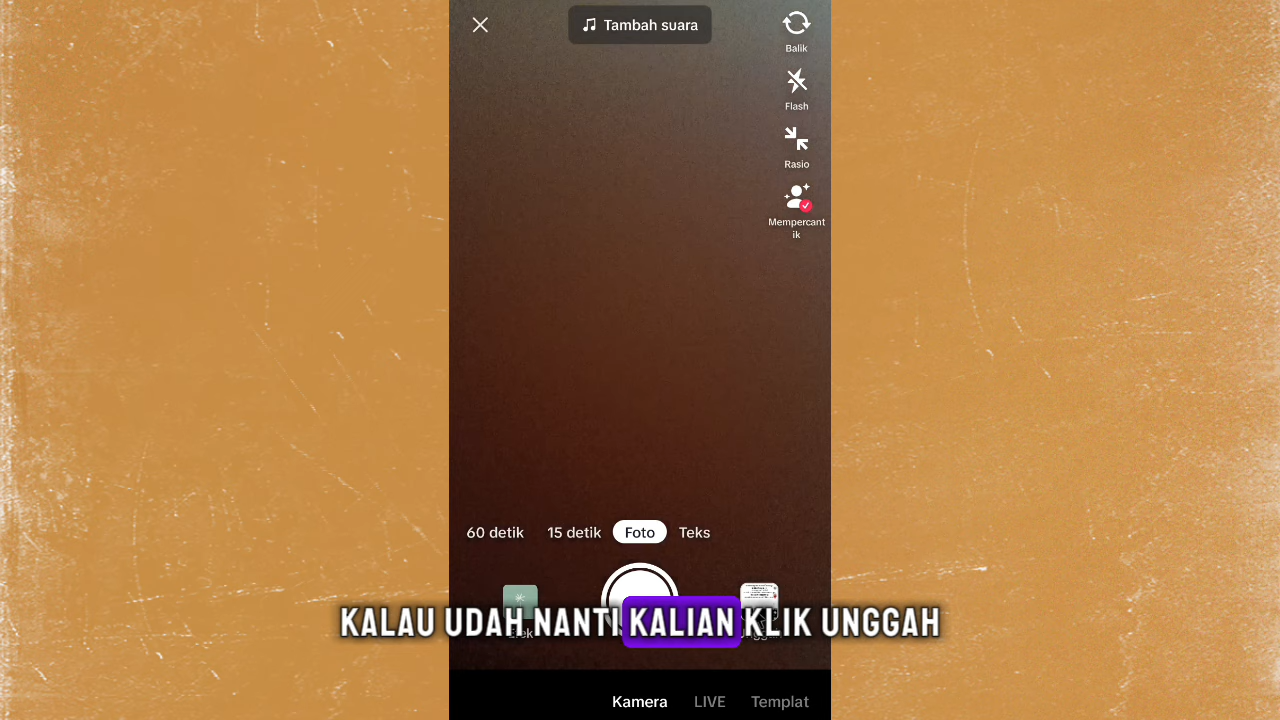 Tambah suara
Balik
Flash
Rasio
Mempercant
ik
60 detik
15 detik
Foto
Teks
KALAU UDAH NANTI KALIAN KLIK UNGGAH
Kamera
LIVE
Templat